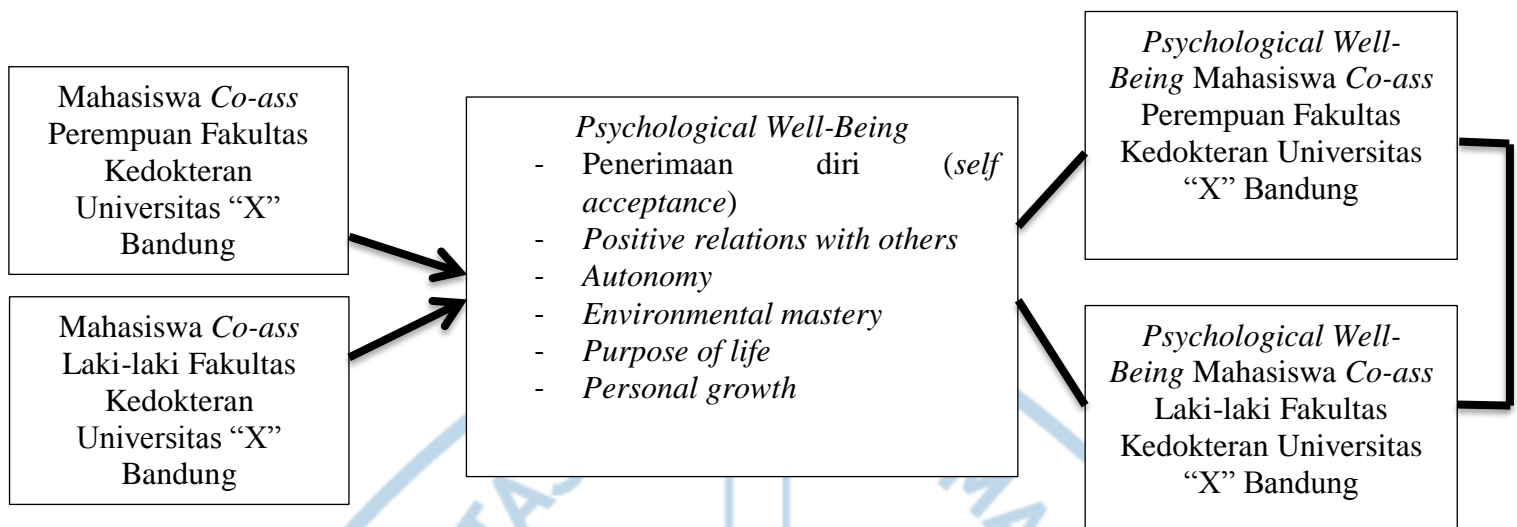 Mahasiswa Co-ass
Perempuan Fakultas
Kedokteran
Universitas “X”
Bandung
Mahasiswa Co-ass
Laki-laki Fakultas
Kedokteran
Universitas “X”
Bandung
Psychological Well-Being
- Penerimaan diri (self
acceptance)
- Positive relations with others
- Autonomy
- Environmental mastery
- Purpose of life
- Personal growth
Psychological Well-
Being Mahasiswa Co-ass
Perempuan Fakultas
Kedokteran Universitas
“X” Bandung
Psychological Well-
Being Mahasiswa Co-ass
Laki-laki Fakultas
Kedokteran Universitas
“X” Bandung